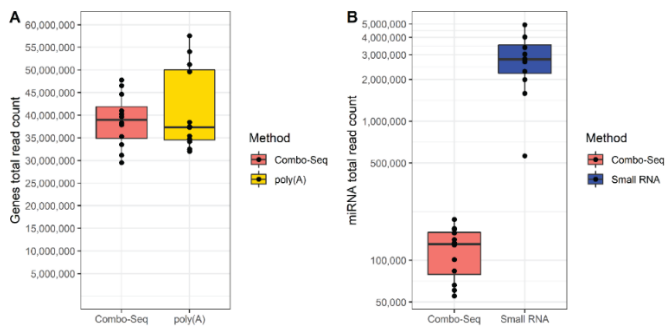 A
Genes total read count
60,000,000
55,000,000
50,000,000
45,000,000
40,000,000
35,000,000
30,000,000
25,000,000
20,000,000
15,000,000
10,000,000
5,000,000
Combo-Seq
poly(A)
Method
Combo-Seq
poly(A)
B
miRNA total read count
5,000,000
4,000,000
3,000,000
2,000,000
1,000,000
500,000
100,000
50,000
Combo-Seq
Small RNA
Method
Combo-Seq
Small RNA